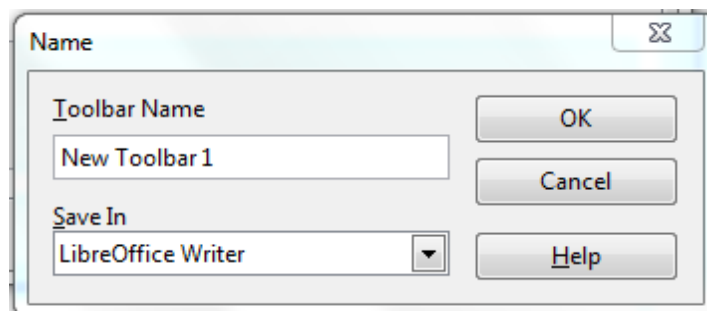 Name
Toolbar Name
New Toolbar 1
OK
Cancel
Save In
LibreOffice Writer
Help